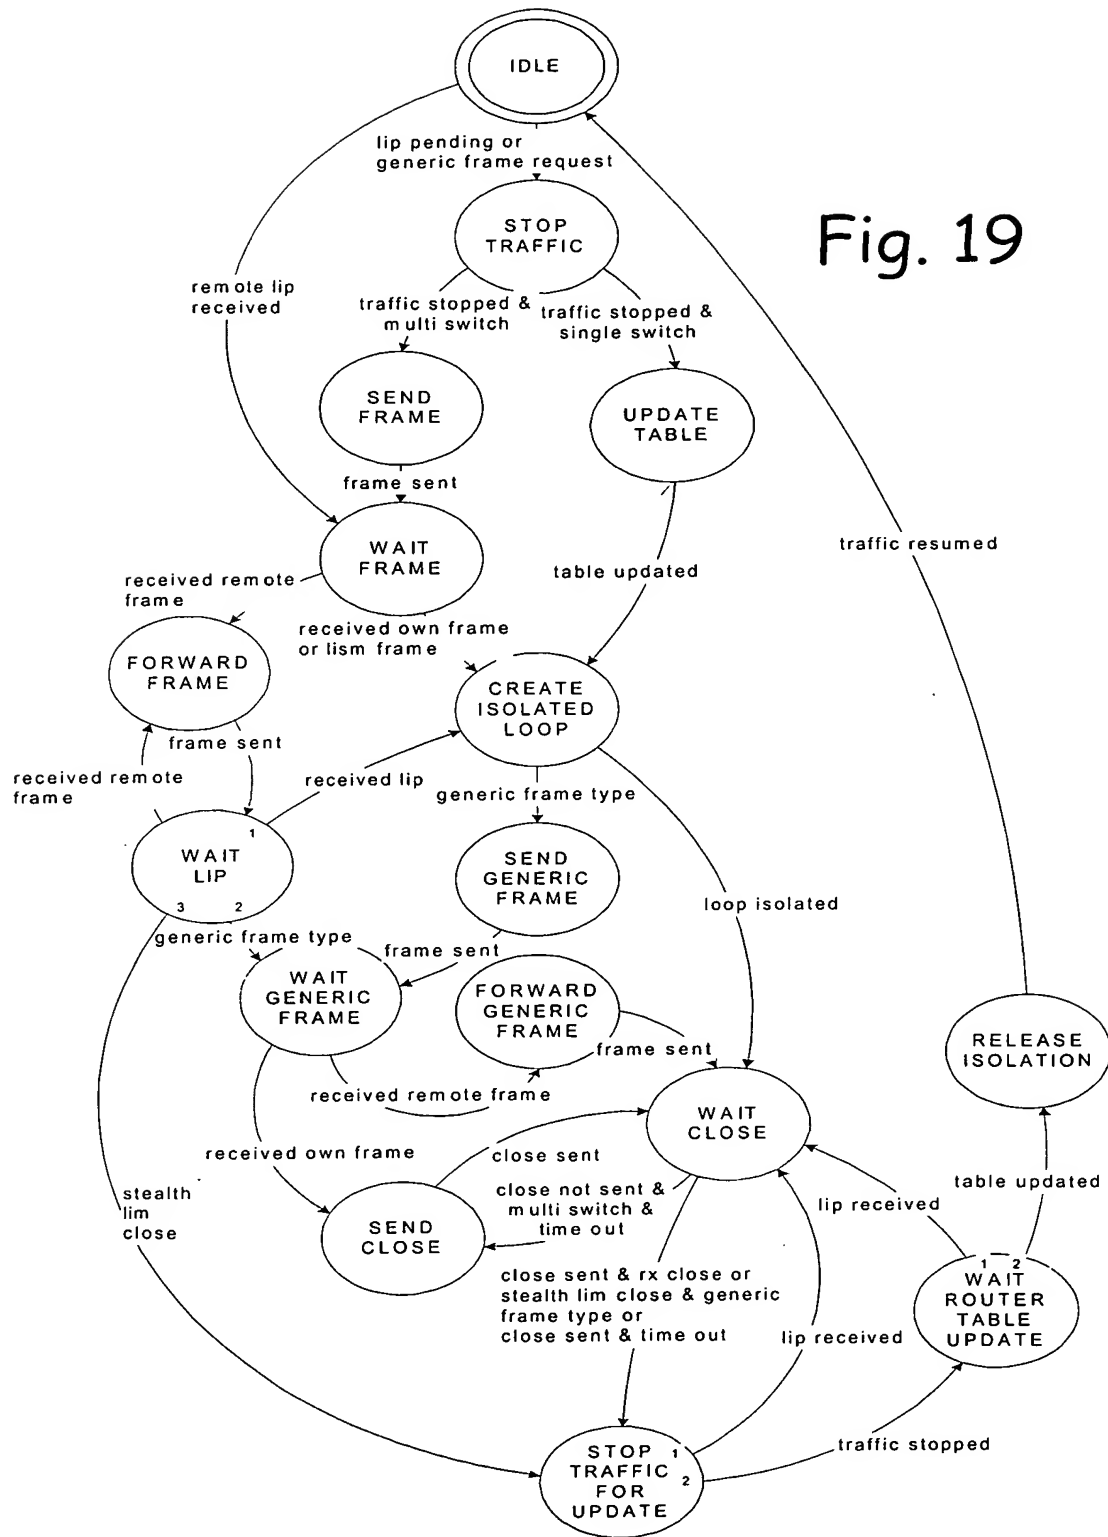 IDLE
lip pending or
generic frame request
STOP
TRAFFIC
Fig. 19
remote lip
received
traffic stopped &
multi switch
traffic stopped &
single switch
SEND
FRAME
UPDATE
TABLE
frame sent
WAIT
FRAME
traffic resumed
table updated
received remote
frame
received own frame
or lism frame
FORWARD
FRAME
CREATE
ISOLATED
LOOP
frame sent
received remote
frame
received lip
generic frame type
1
WAIT
LIP
3 2
SEND
GENERIC
FRAME
loop isolated
generic frame type
frame sent
WAIT
GENERIC
FRAME
FORWARD
GENERIC
FRAME
frame sent
RELEASE
ISOLATION
received remote frame
WAIT
CLOSE
received own frame
close sent
stealth
lim
close
close not sent &
multi switch &
time out
lip received
table updated
SEND
CLOSE
1 2
WAIT
ROUTER
TABLE
UPDATE
close sent & rx close or
stealth lim close & generic
frame type or
close sent & time out
lip received
traffic stopped
STOP 1
TRAFFIC
FOR 2
UPDATE